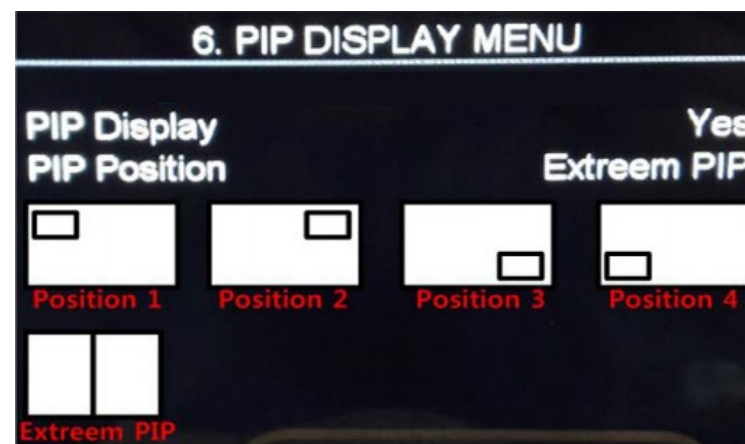 6. PIP DISPLAY MENU
PIP Display Yes
PIP Position Extreem PIP
Position 1 Position 2 Position 3 Position 4
Extreem PIP